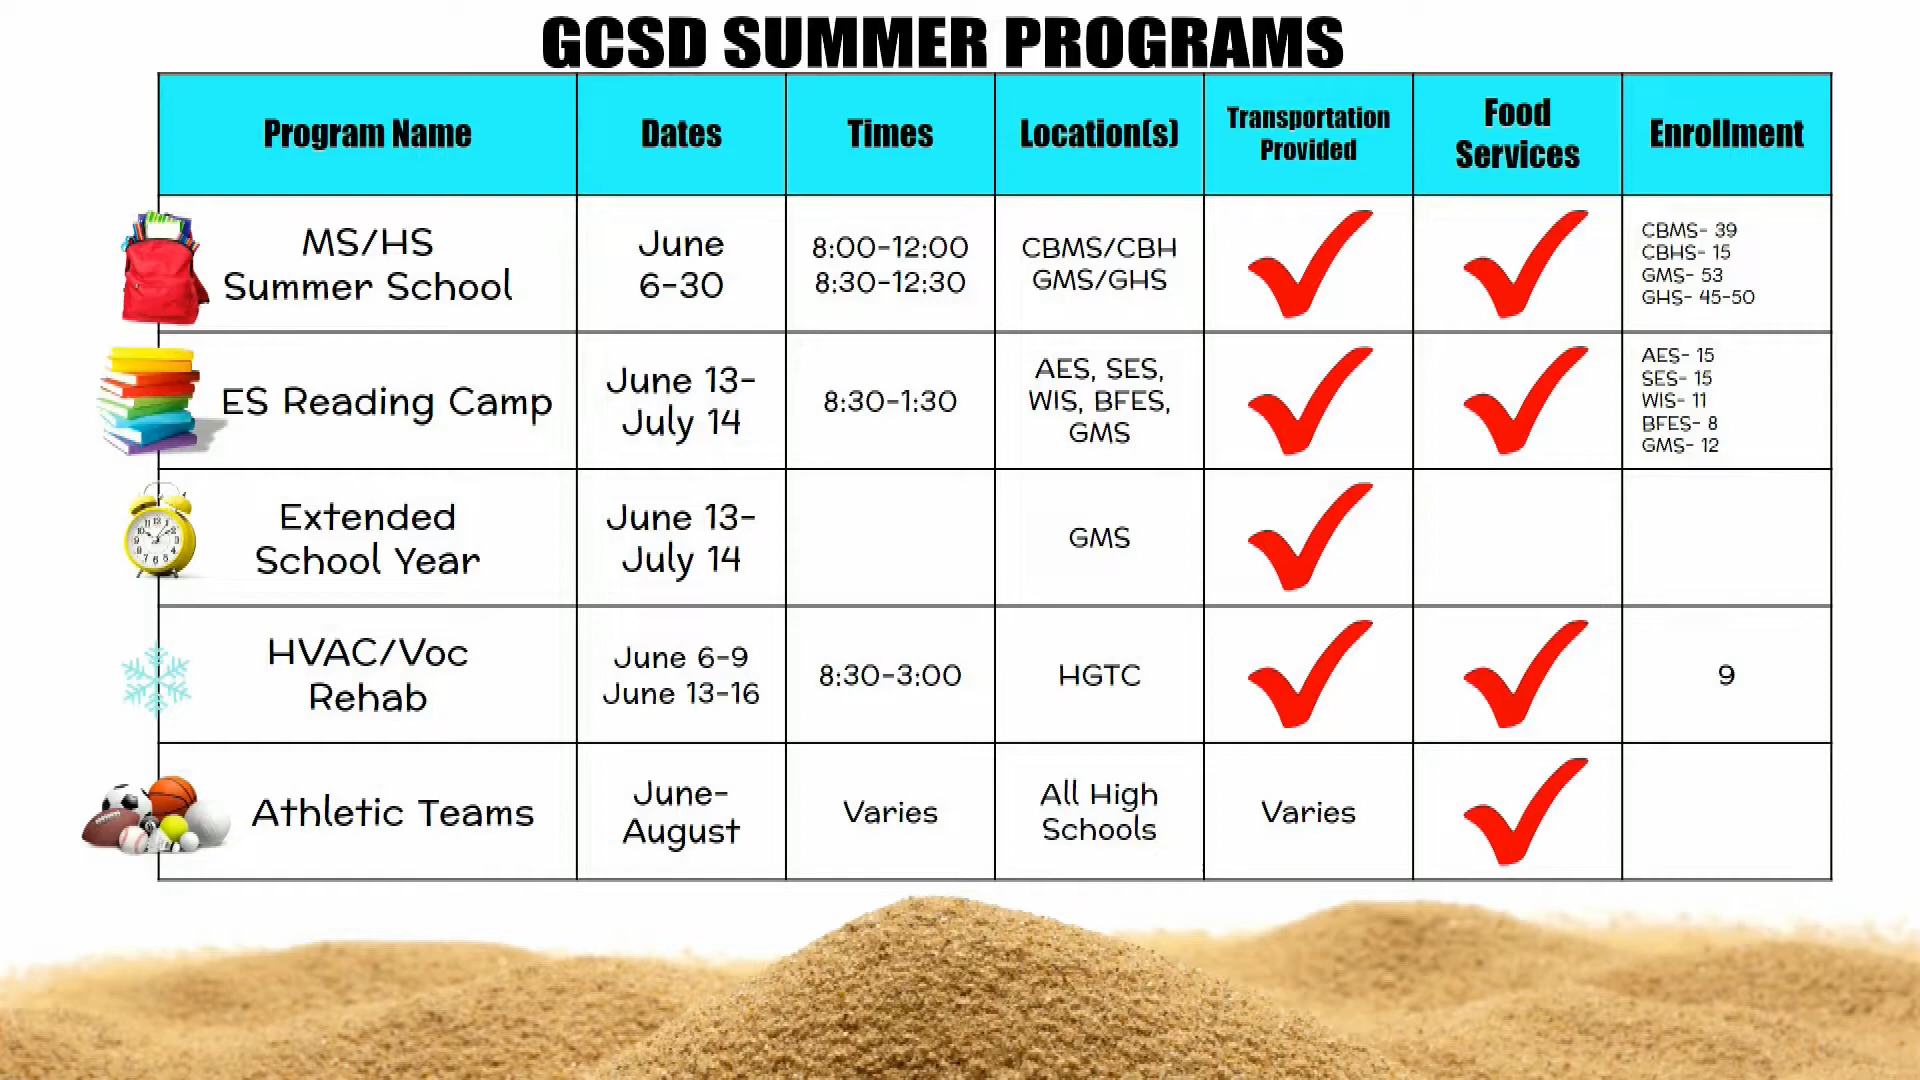 GCSD SUMMER PROGRAMS
Program Name
Dates
Times
Location(s)
Transportation
Provided
Food
Services
Enrollment
MS/HS
Summer School
June
6-30
8:00-12:00
8:30-12:30
CBMS/CBH
GMS/GHS
CBMS- 39
CBHS- 15
GMS- 53
GHS- 45-50
ES Reading Camp
June 13-
July 14
8:30-1:30
AES, SES,
WIS, BFES,
GMS
AES- 15
SES- 15
WIS- 11
BFES- 8
GMS- 12
Extended
School Year
June 13-
July 14
GMS
HVAC/Voc
Rehab
June 6-9
June 13-16
8:30-3:00
HGTC
9
Athletic Teams
June-
August
Varies
All High
Schools
Varies